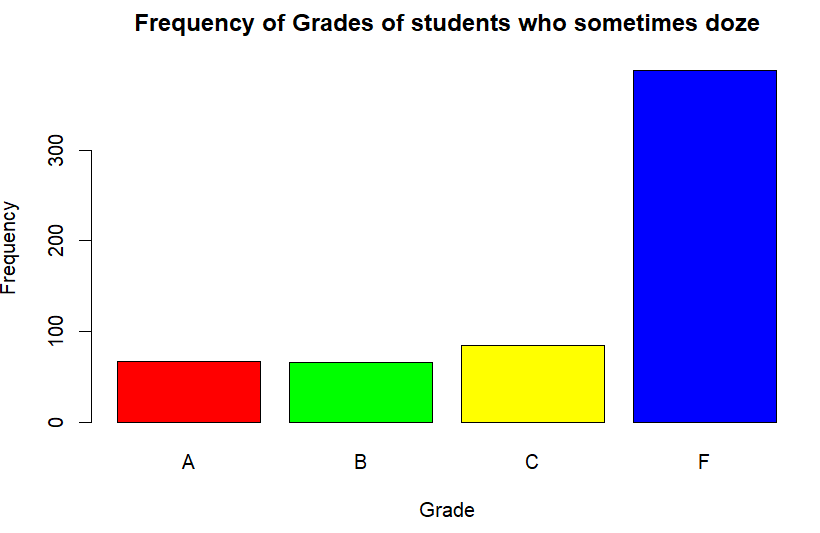 Frequency of Grades of students who sometimes doze
Frequency
300
200
100
0
A B C F
Grade